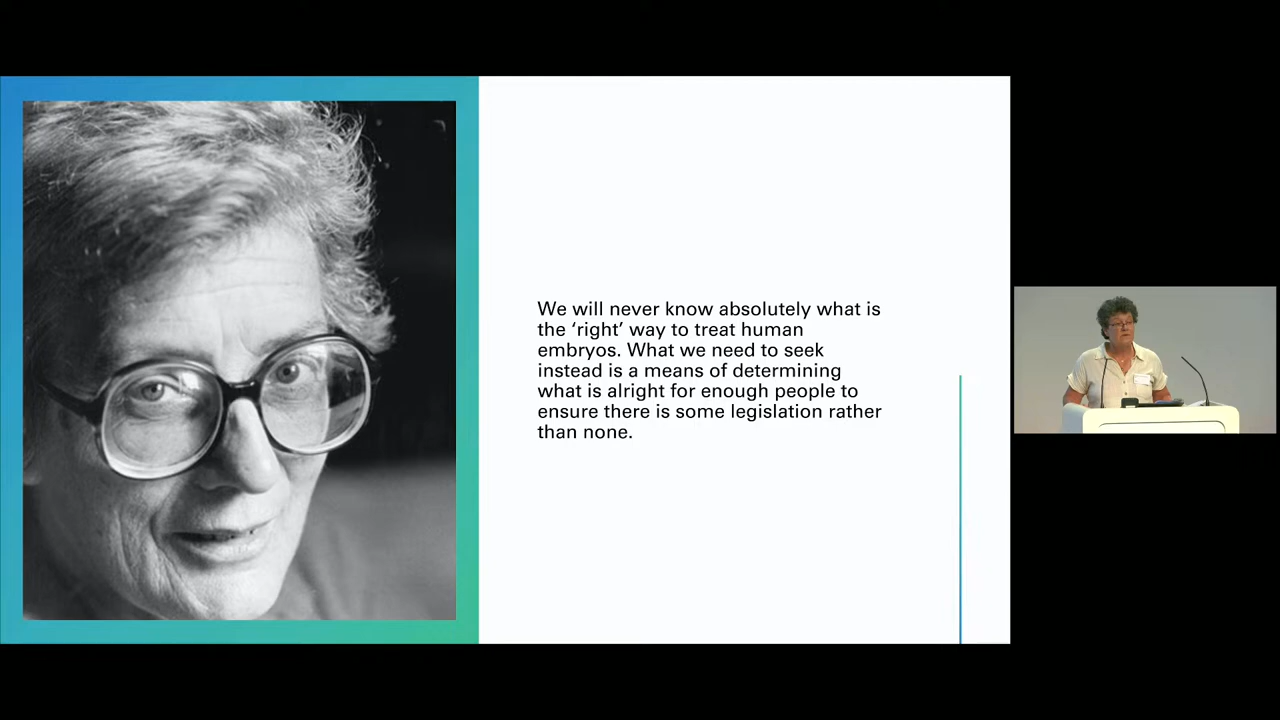 We will never know absolutely what is
the ‘right’ way to treat human
embryos. What we need to seek
instead is a means of determining
what is alright for enough people to
ensure there is some legislation rather
than none.